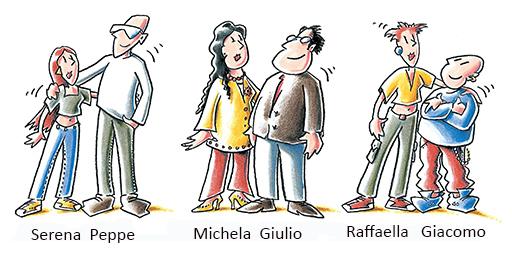 Serena Peppe
Michela Giulio
Raffaella Giacomo